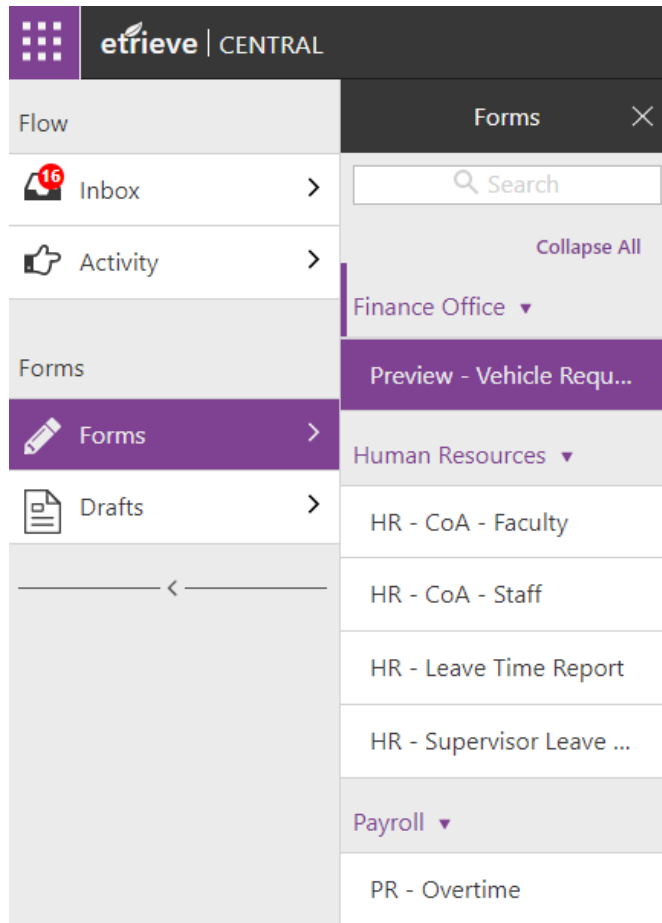 etrieve | CENTRAL
Flow
16
Inbox
Activity
Forms
Forms
Drafts
Forms
Search
Collapse All
Finance Office
Preview - Vehicle Requ...
Human Resources
HR - CoA - Faculty
HR - CoA - Staff
HR - Leave Time Report
HR - Supervisor Leave ...
Payroll
PR - Overtime